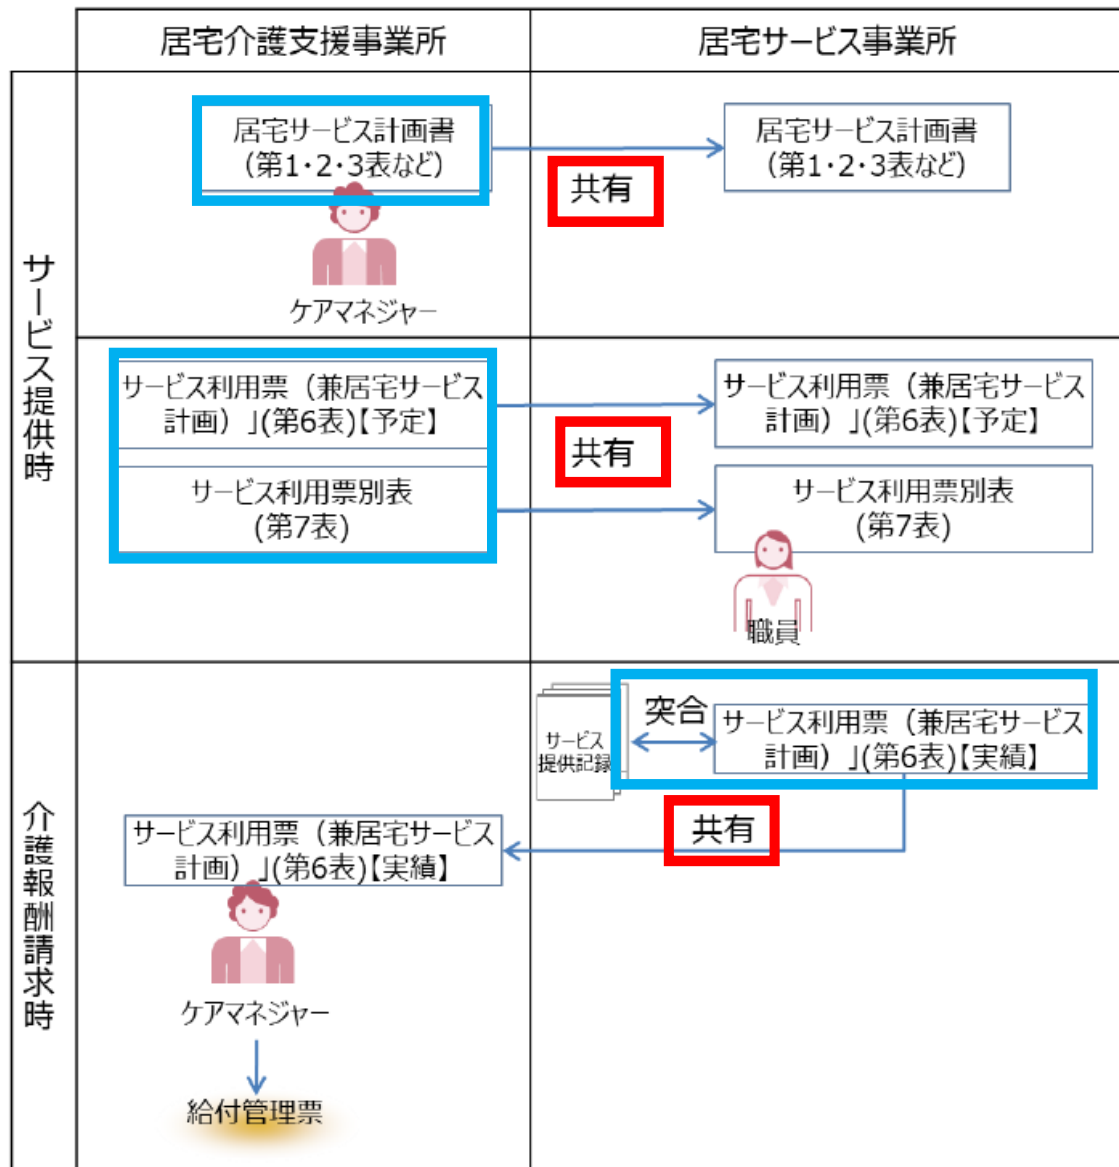 居宅介護支援事業所
居宅サービス事業所
サービス提供時
居宅サービス計画書
(第1・2・3表など)
共有
居宅サービス計画書
(第1・2・3表など)
ケアマネジャー
サービス利用票（兼居宅サービス
計画）」(第6表)【予定】
サービス利用票別表
(第7表)
共有
サービス利用票（兼居宅サービス
計画）」(第6表)【予定】
サービス利用票別表
(第7表)
職員
介護報酬請求時
サービス
提供記録
突合
サービス利用票（兼居宅サービス
計画）」(第6表)【実績】
共有
サービス利用票（兼居宅サービス
計画）」(第6表)【実績】
ケアマネジャー
給付管理票